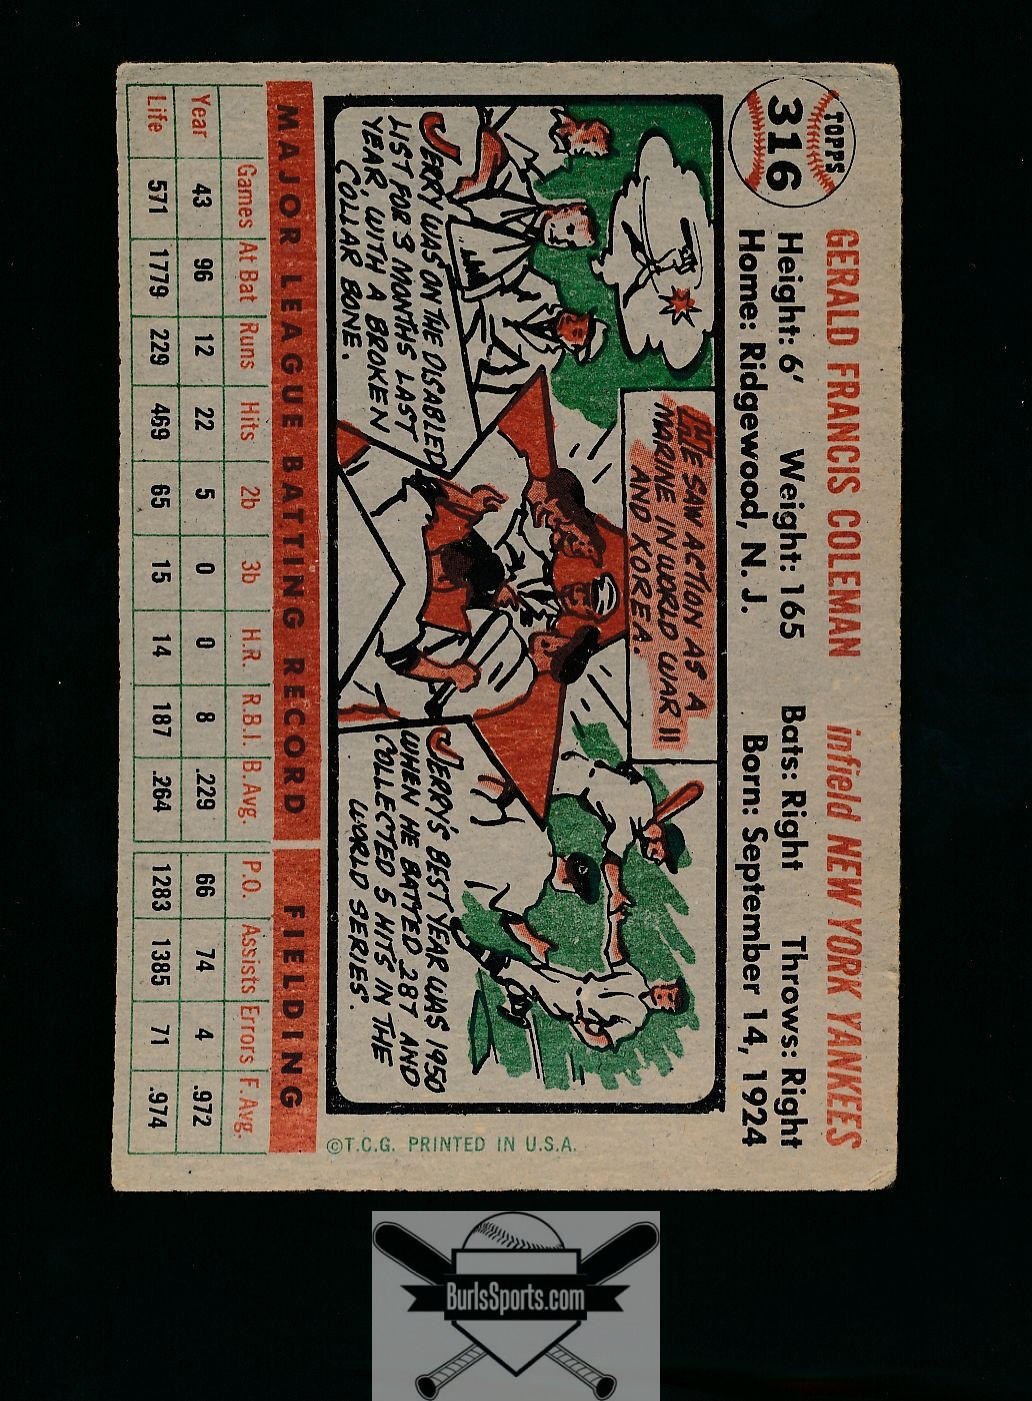 TOPPS
316
GERALD FRANCIS COLEMAN infield NEW YORK YANKEES
Height: 6' Weight: 165 Bats: Right Throws: Right
Home: Ridgewood, N. J. Born: September 14, 1924
JERRY WAS ON THE DISABLED
LIST FOR 3 MONTHS LAST
YEAR, WITH A BROKEN
COLLAR BONE.
THE SAW ACTION AS A
MARINE IN WORLD WAR II
AND KOREA.
JERRY'S BEST YEAR WAS 1950
WHEN HE BATTED .287 AND
COLLECTED 5 HITS IN THE
WORLD SERIES.
©T.C.G. PRINTED IN U.S.A.
MAJOR LEAGUE BATTING RECORD FIELDING
Games At Bat Runs Hits 2b 3b H.R. R.B.I. B.Avg. P.O. Assists Errors F. Avg.
Year 43 96 12 22 5 0 0 8 .229 66 74 4 .972
Life 571 1779 229 469 65 15 14 187 .264 1283 1385 71 .974
BurlsSports.com